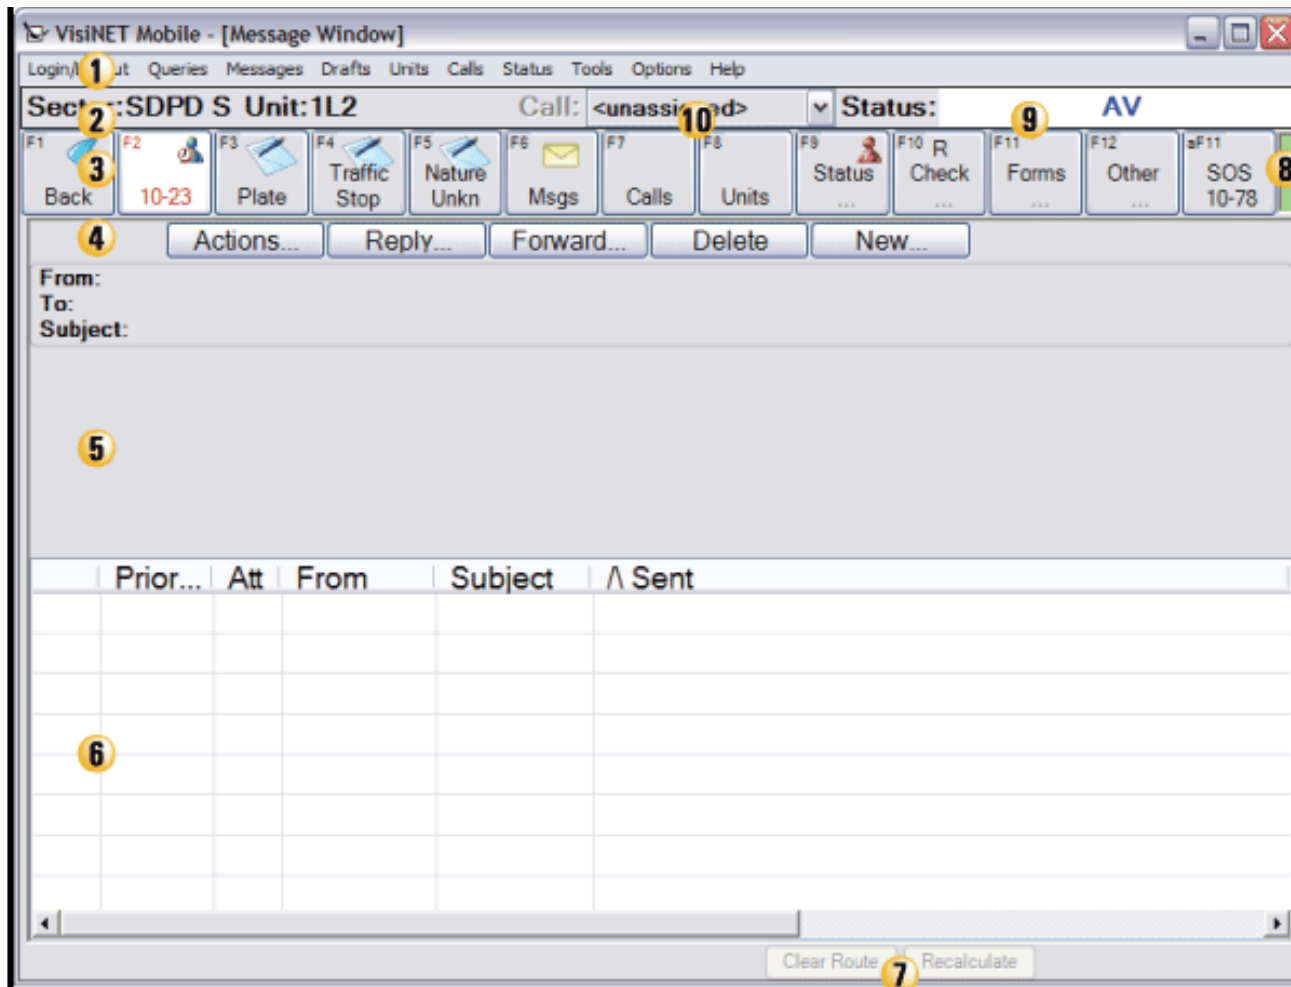 VisiNET Mobile - [Message Window]
Login/ ut Queries Messages Drafts Units Calls Status Tools Options Help
1
Sec :SDPD S Unit:1L2 Call: <unassi ed> Status: AV
2
10
9
F1 Back
F2 10-23
F3 Plate
F4 Traffic Stop
F5 Nature Unkn
F6 Msgs
F7 Calls
F8 Units
F9 Status ...
F10 R Check ...
F11 Forms ...
F12 Other ...
aF11 SOS 10-78
3
8
4
Actions... Reply... Forward... Delete New...
From:
To:
Subject:
5
Prior... Att From Subject /\ Sent
6
Clear Route Recalculate
7